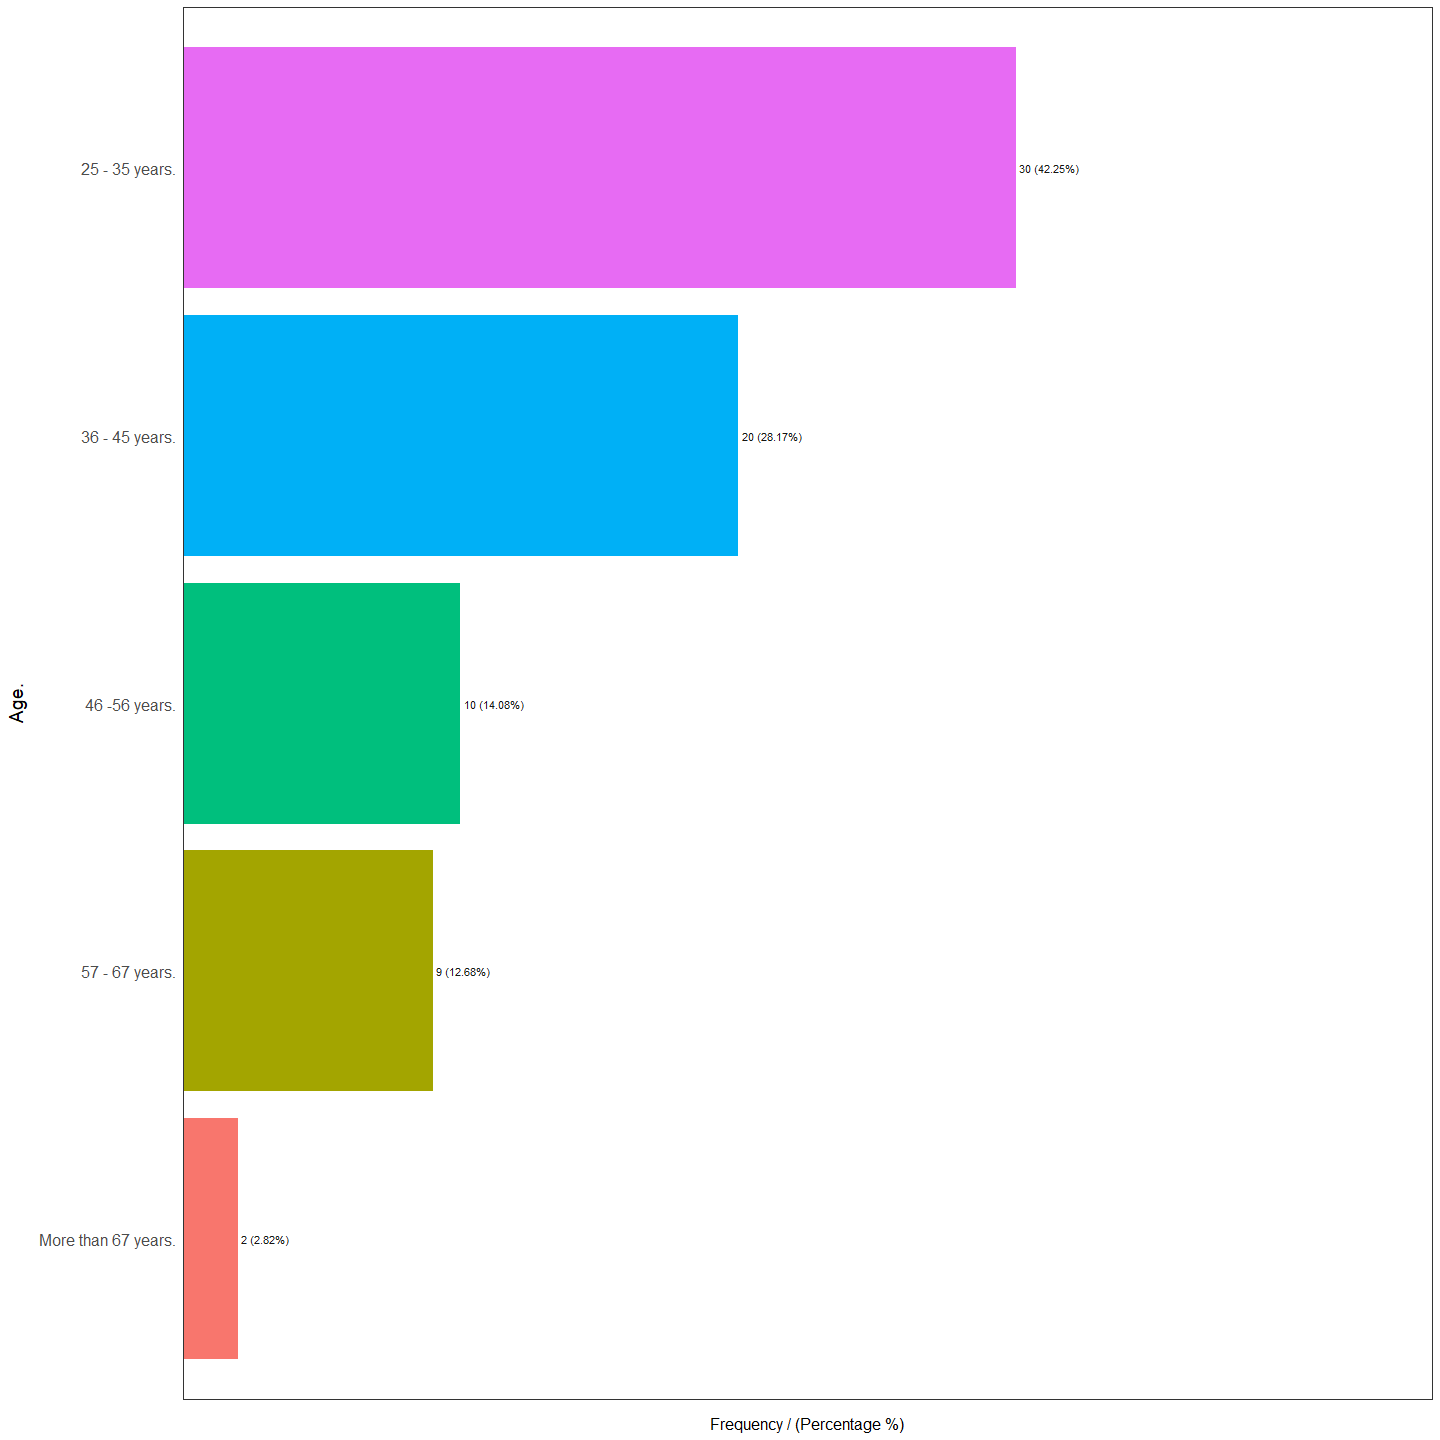 25 - 35 years.
30 (42.25%)
36 - 45 years.
20 (28.17%)
46 -56 years.
10 (14.08%)
Age.
57 - 67 years.
9 (12.68%)
More than 67 years.
2 (2.82%)
Frequency / (Percentage %)